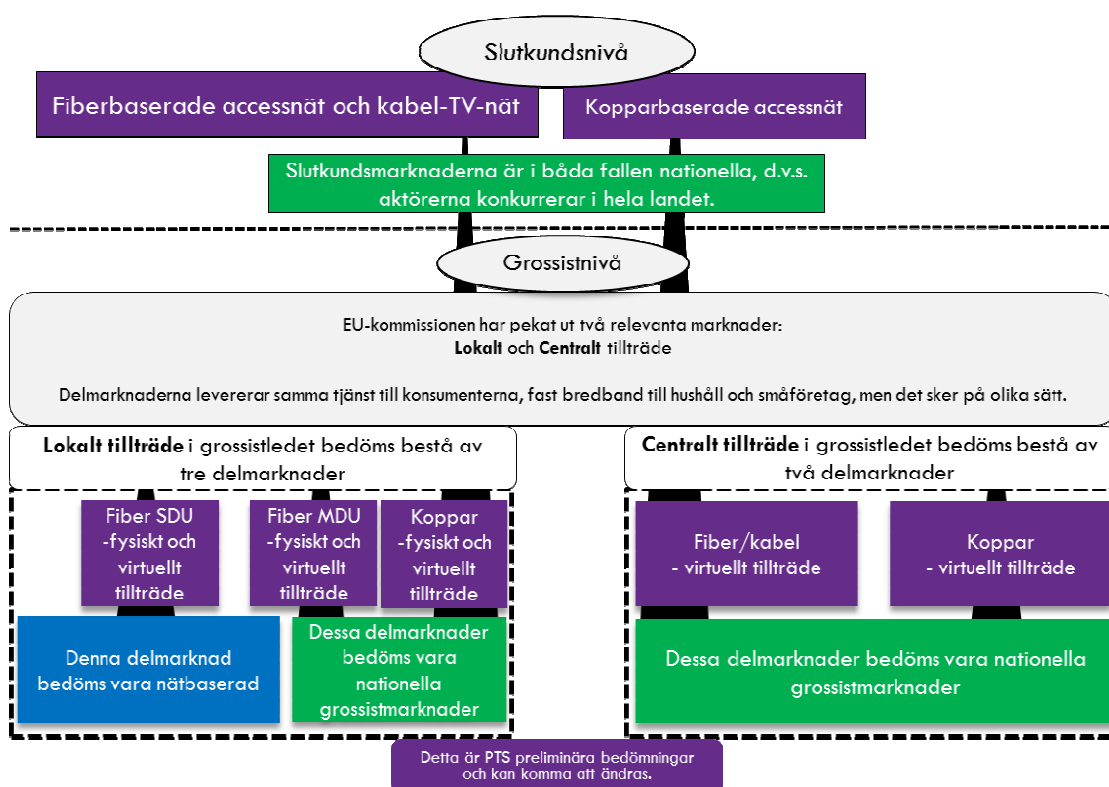 Slutkundsnivå
Fiberbaserade accessnät och kabel-TV-nät
Kopparbaserade accessnät
Slutkundsmarknaderna är i båda fallen nationella, d.v.s.
aktörerna konkurrerar i hela landet.
Grossistnivå
EU-kommissionen har pekat ut två relevanta marknader:
Lokalt och Centralt tillträde
Delmarknaderna levererar samma tjänst till konsumenterna, fast bredband till hushåll och småföretag, men det sker på olika sätt.
Lokalt tillträde i grossistledet bedöms bestå av
tre delmarknader
Fiber SDU
-fysiskt och
virtuellt
tillträde
Fiber MDU
-fysiskt och
virtuellt
tillträde
Koppar
-fysiskt och
virtuellt
tillträde
Denna delmarknad
bedöms vara nätbaserad
Dessa delmarknader
bedöms vara
nationella
grossistmarknader
Centralt tillträde i grossistledet bedöms bestå av
två delmarknader
Fiber/kabel
- virtuellt tillträde
Koppar
- virtuellt tillträde
Dessa delmarknader bedöms vara nationella
grossistmarknader
Detta är PTS preliminära bedömningar
och kan komma att ändras.